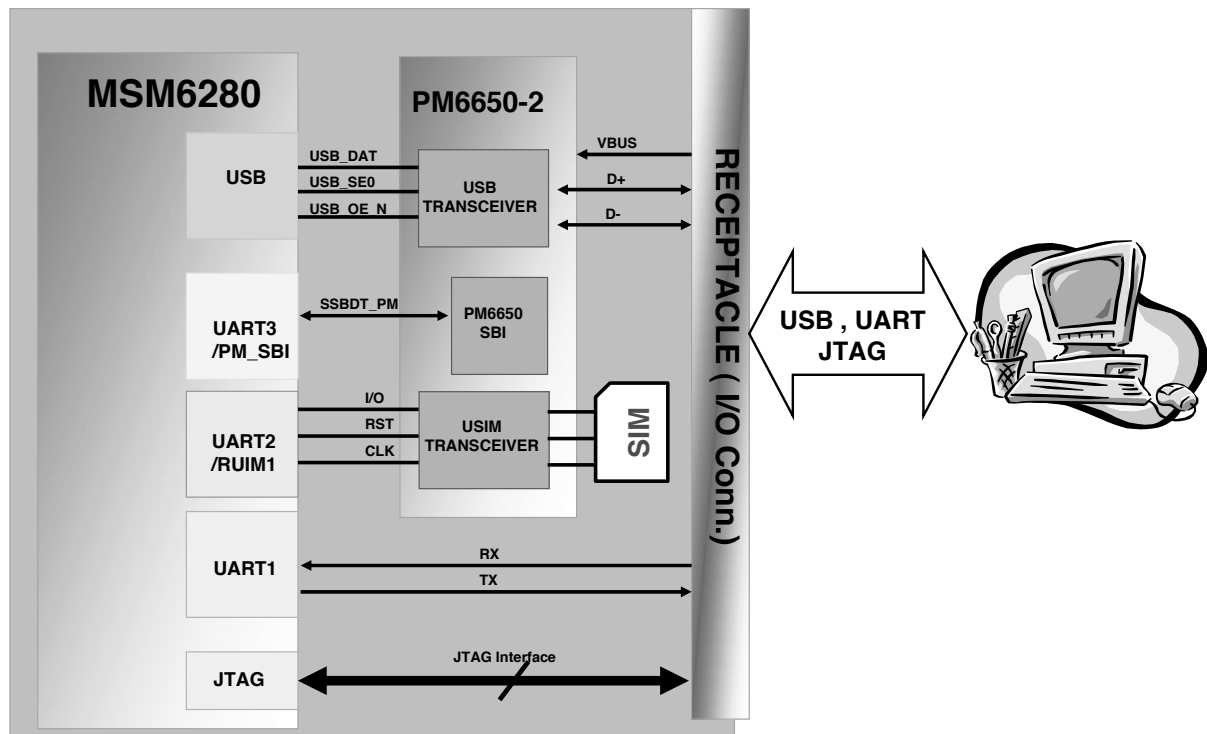 MSM6280
PM6650-2
USB
USB_DAT
USB_SE0
USB_OE_N
USB
TRANSCEIVER
VBUS
D+
D-
UART3
/PM_SBI
SSBDT_PM
PM6650
SBI
UART2
/RUIM1
I/O
RST
CLK
USIM
TRANSCEIVER
SIM
UART1
RX
TX
JTAG
JTAG Interface
RECEPTACLE ( I/O Conn.)
USB , UART
JTAG